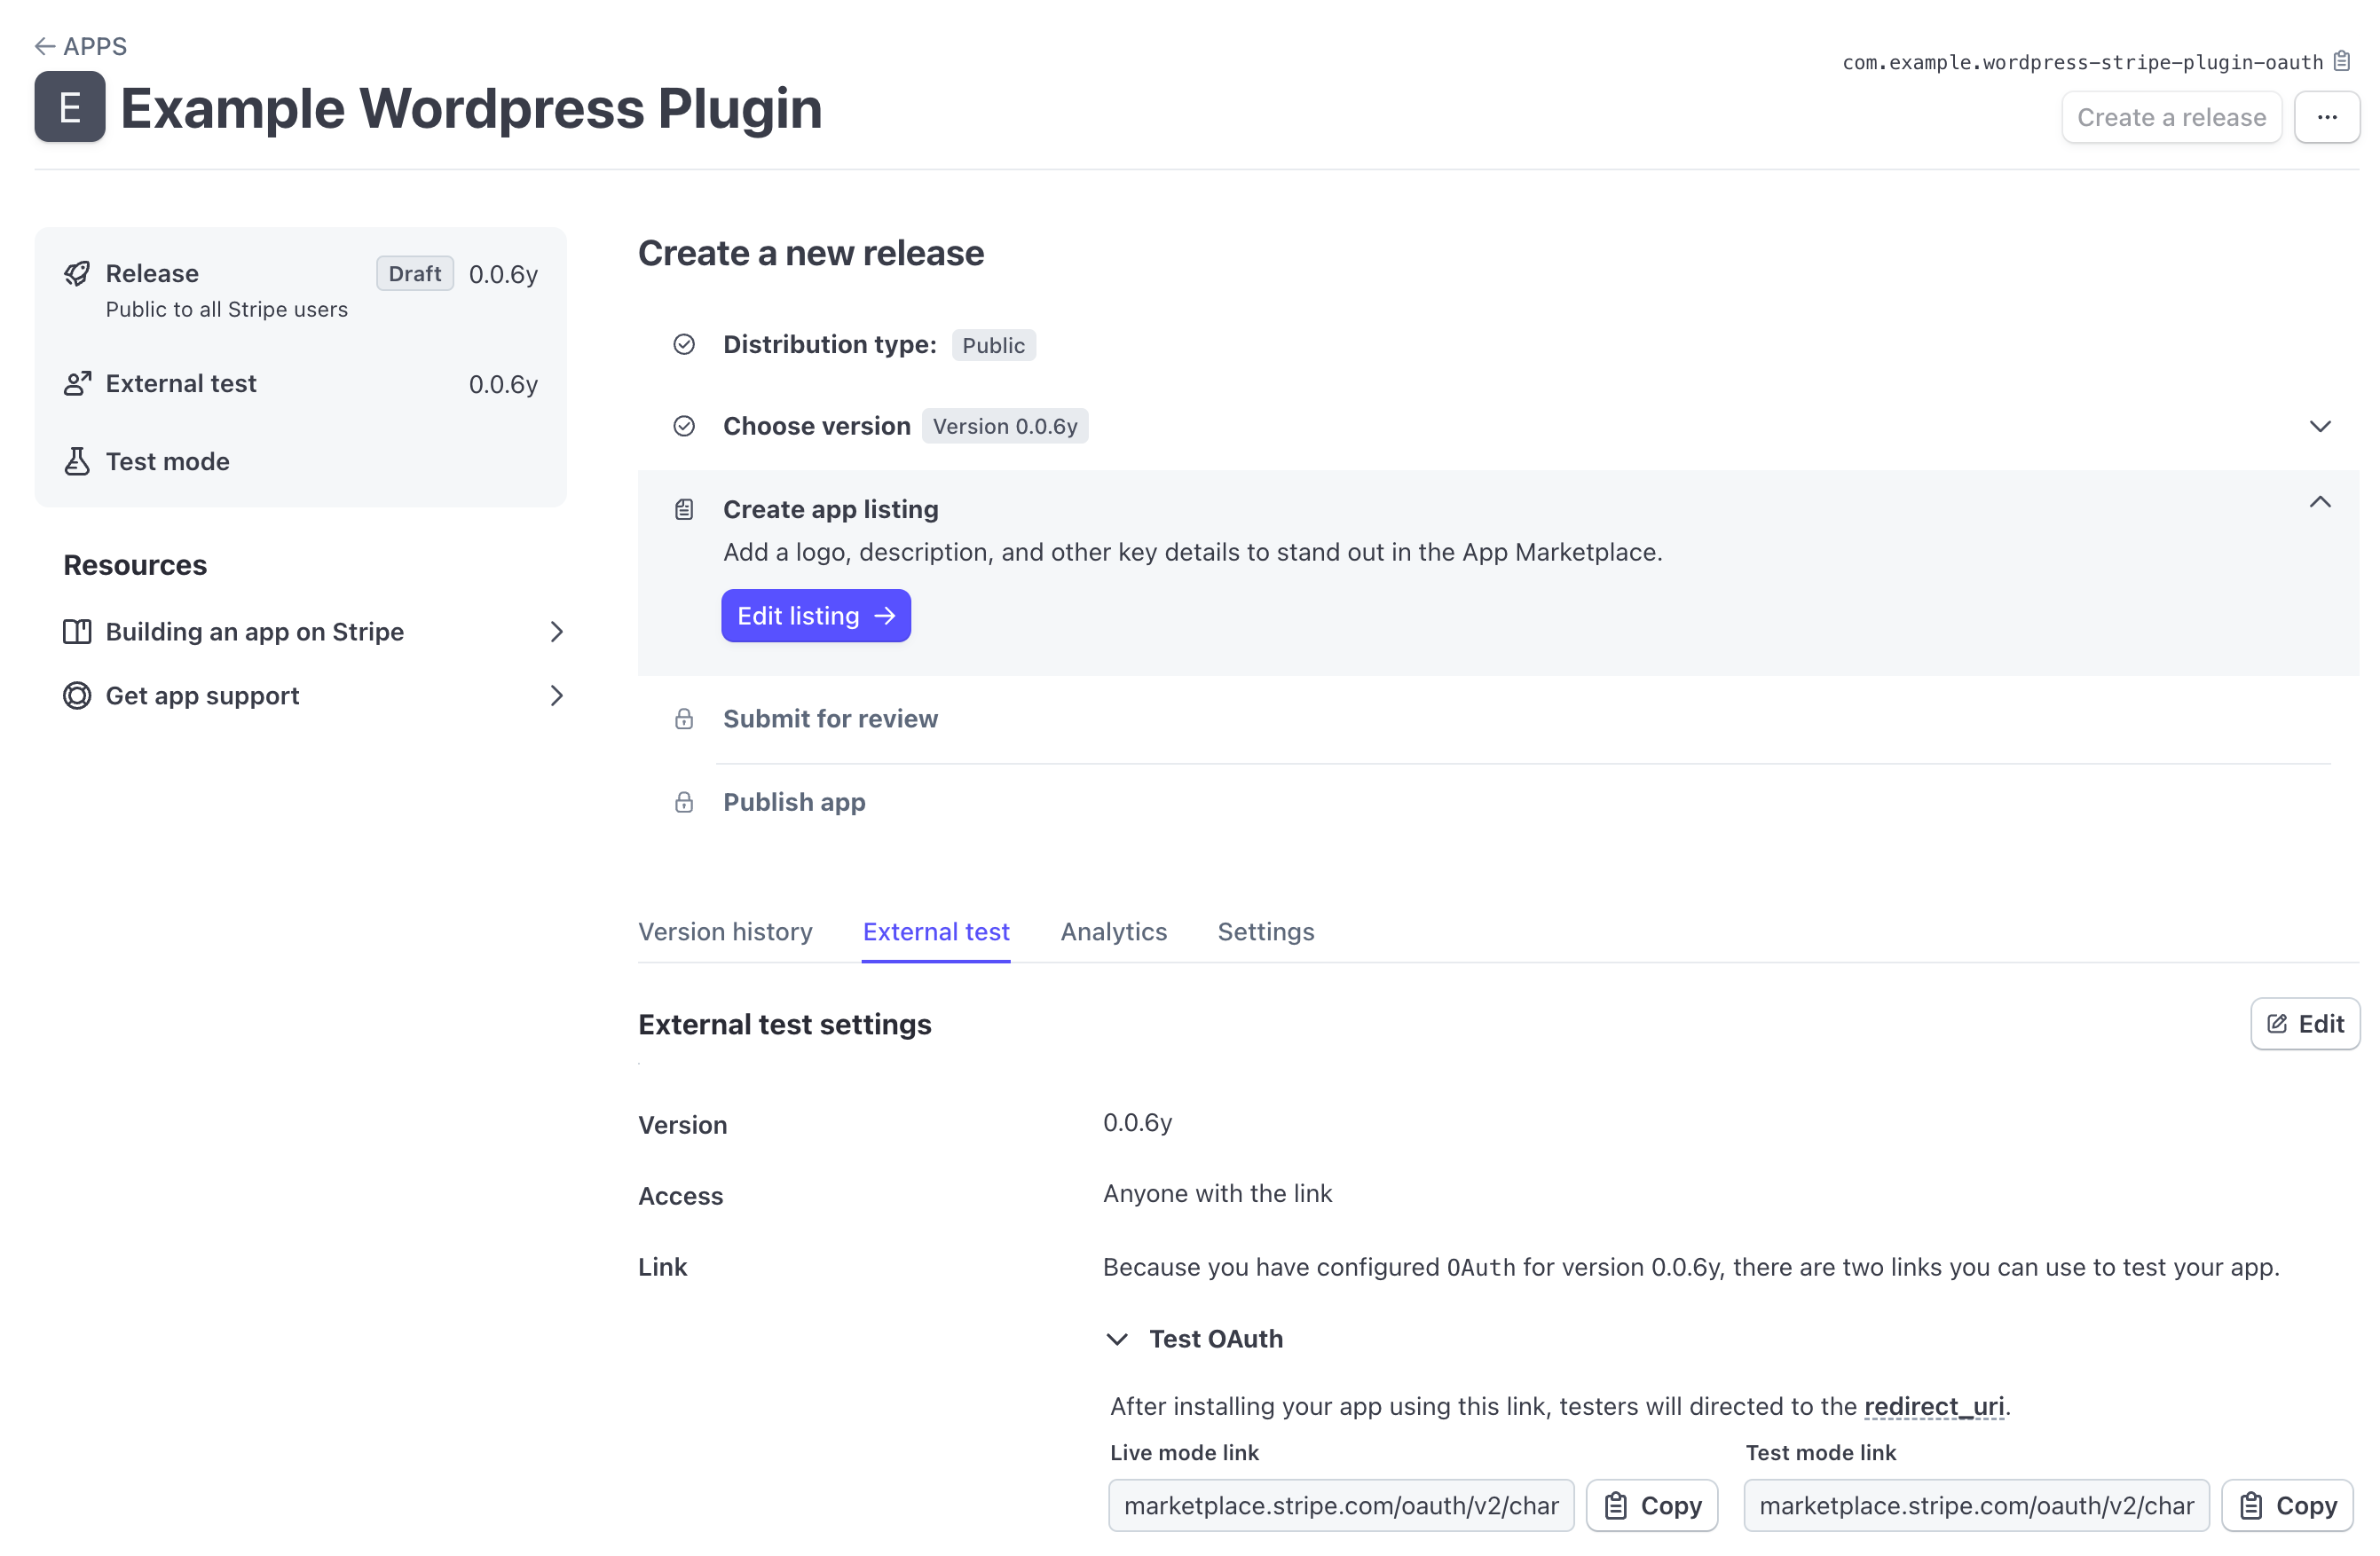 APPS
com.example.wordpress-stripe-plugin-oauth
E Example Wordpress Plugin
Create a release
Release Draft 0.0.6y
Public to all Stripe users
External test 0.0.6y
Test mode
Resources
Building an app on Stripe
Get app support
Create a new release
Distribution type: Public
Choose version Version 0.0.6y
Create app listing
Add a logo, description, and other key details to stand out in the App Marketplace.
Edit listing
Submit for review
Publish app
Version history External test Analytics Settings
External test settings Edit
Version 0.0.6y
Access Anyone with the link
Link Because you have configured OAuth for version 0.0.6y, there are two links you can use to test your app.
Test OAuth
After installing your app using this link, testers will directed to the redirect_uri.
Live mode link Test mode link
marketplace.stripe.com/oauth/v2/char Copy marketplace.stripe.com/oauth/v2/char Copy